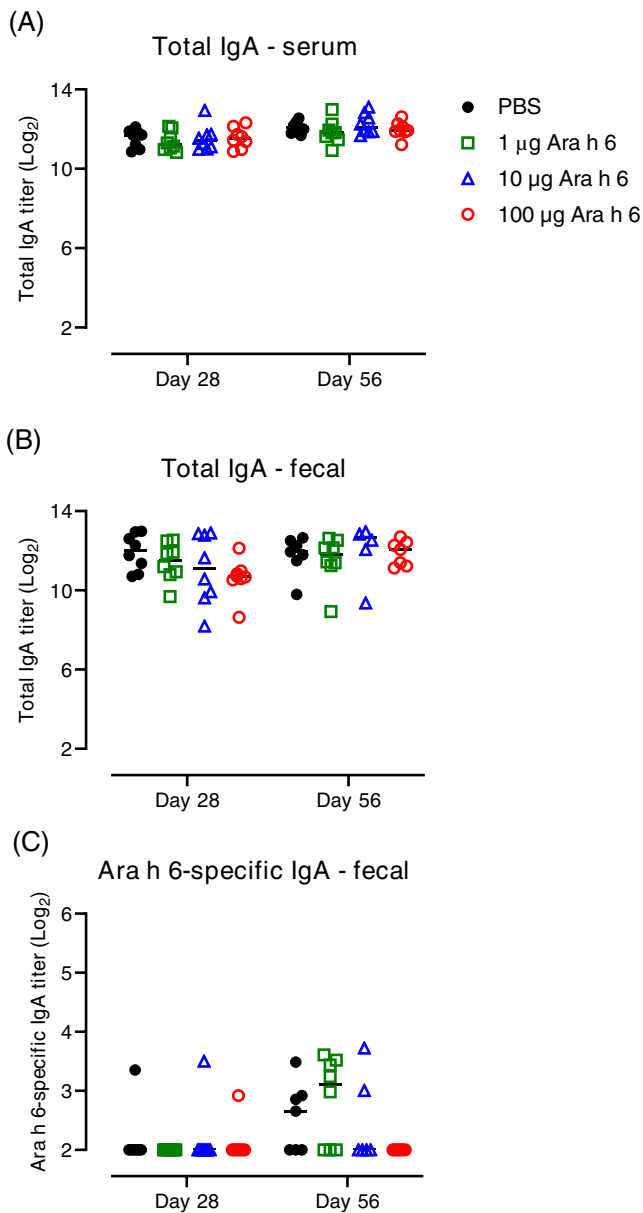 (A)
Total IgA - serum
Total IgA titer (Log₂)
14
10
6
2
Day 28
Day 56
PBS
1 µg Ara h 6
10 µg Ara h 6
100 µg Ara h 6
(B)
Total IgA - fecal
Total IgA titer (Log₂)
14
10
6
2
Day 28
Day 56
(C)
Ara h 6-specific IgA - fecal
Ara h 6-specific IgA titer (Log₂)
6
5
4
3
2
Day 28
Day 56